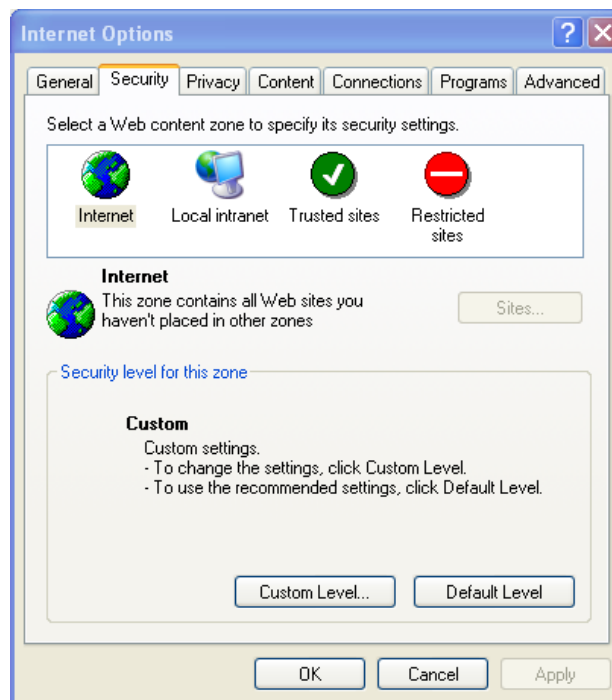 Internet Options
General Security Privacy Content Connections Programs Advanced
Select a Web content zone to specify its security settings.
Internet Local intranet Trusted sites Restricted
sites
Internet
This zone contains all Web sites you
haven't placed in other zones
Sites...
Security level for this zone
Custom
Custom settings.
- To change the settings, click Custom Level.
- To use the recommended settings, click Default Level.
Custom Level... Default Level
OK Cancel Apply